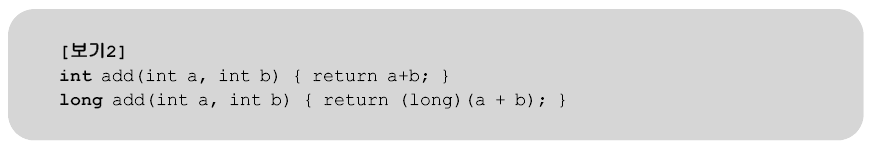 [보기2]
int add(int a, int b) { return a+b; }
long add(int a, int b) { return (long)(a + b); }